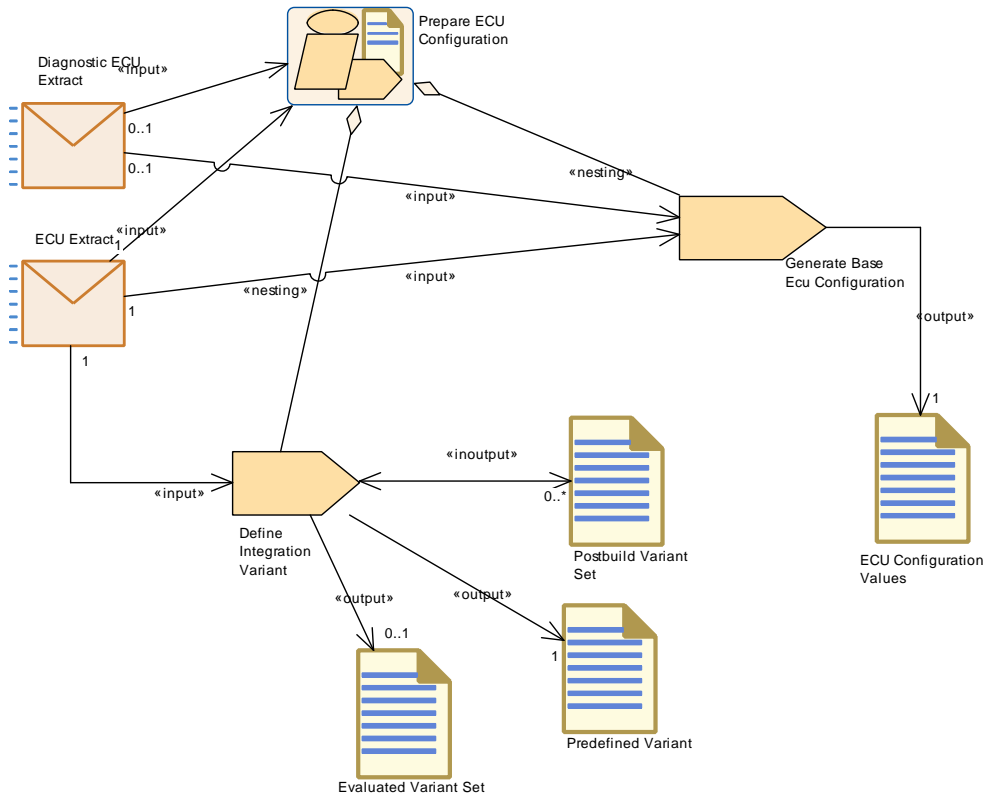 Prepare ECU
Configuration
Diagnostic ECU
Extract
«input»
0..1
0..1
«nesting»
«input»
ECU Extract
1
«input»
«input»
«nesting»
1
Generate Base
Ecu Configuration
«output»
1
1
«inoutput»
«input»
0..*
Define
Integration
Variant
Postbuild Variant
Set
ECU Configuration
Values
«output»
«output»
0..1
1
Predefined Variant
Evaluated Variant Set